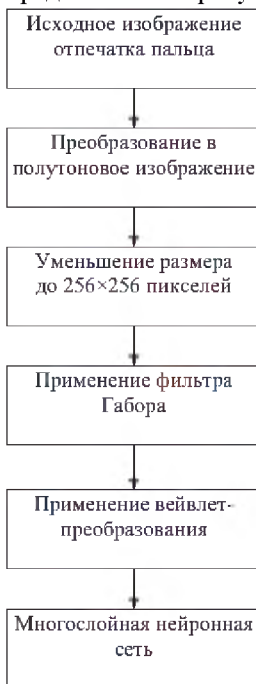 Исходное изображение
отпечатка пальца
Преобразование в
полутоновое изображение
Уменьшение размера
до 256×256 пикселей
Применение фильтра
Габора
Применение вейвлет-
преобразования
Многослойная нейронная
сеть